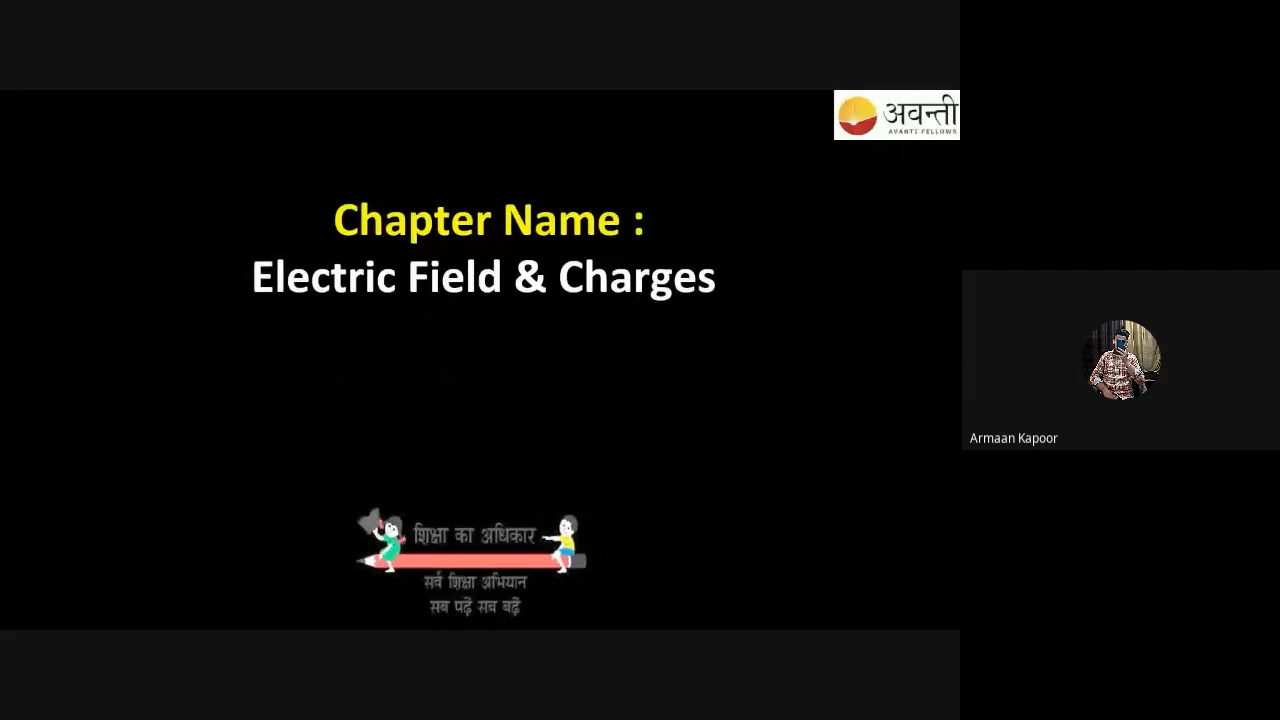 अवन्ती
AVANTI FELLOWS
Chapter Name :
Electric Field & Charges
Armaan Kapoor
शिक्षा का अधिकार
सर्व शिक्षा अभियान
सब पढ़ें सब बढ़ें